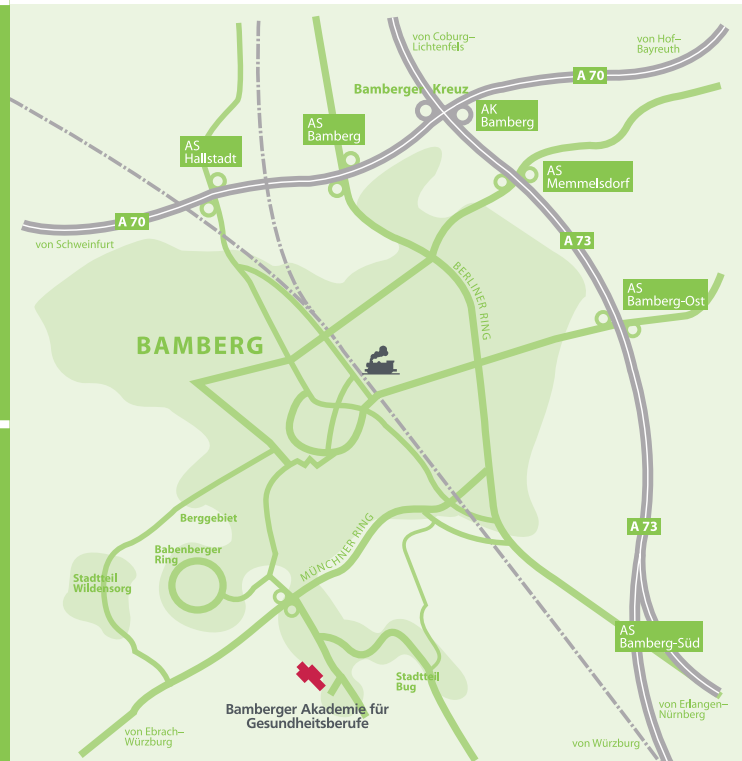 von Coburg–
Lichtenfels
von Hof–
Bayreuth
A 70
Bamberger Kreuz
AK
Bamberg
AS
Bamberg
AS
Hallstadt
AS
Memmelsdorf
A 70
von Schweinfurt
A 73
BERLINER RING
AS
Bamberg-Ost
BAMBERG
Berggebiet
MÜNCHNER RING
A 73
Babenberger
Ring
Stadtteil
Wildensorg
AS
Bamberg-Süd
Stadtteil
Bug
Bamberger Akademie für
Gesundheitsberufe
von Erlangen–
Nürnberg
von Ebrach–
Würzburg
von Würzburg